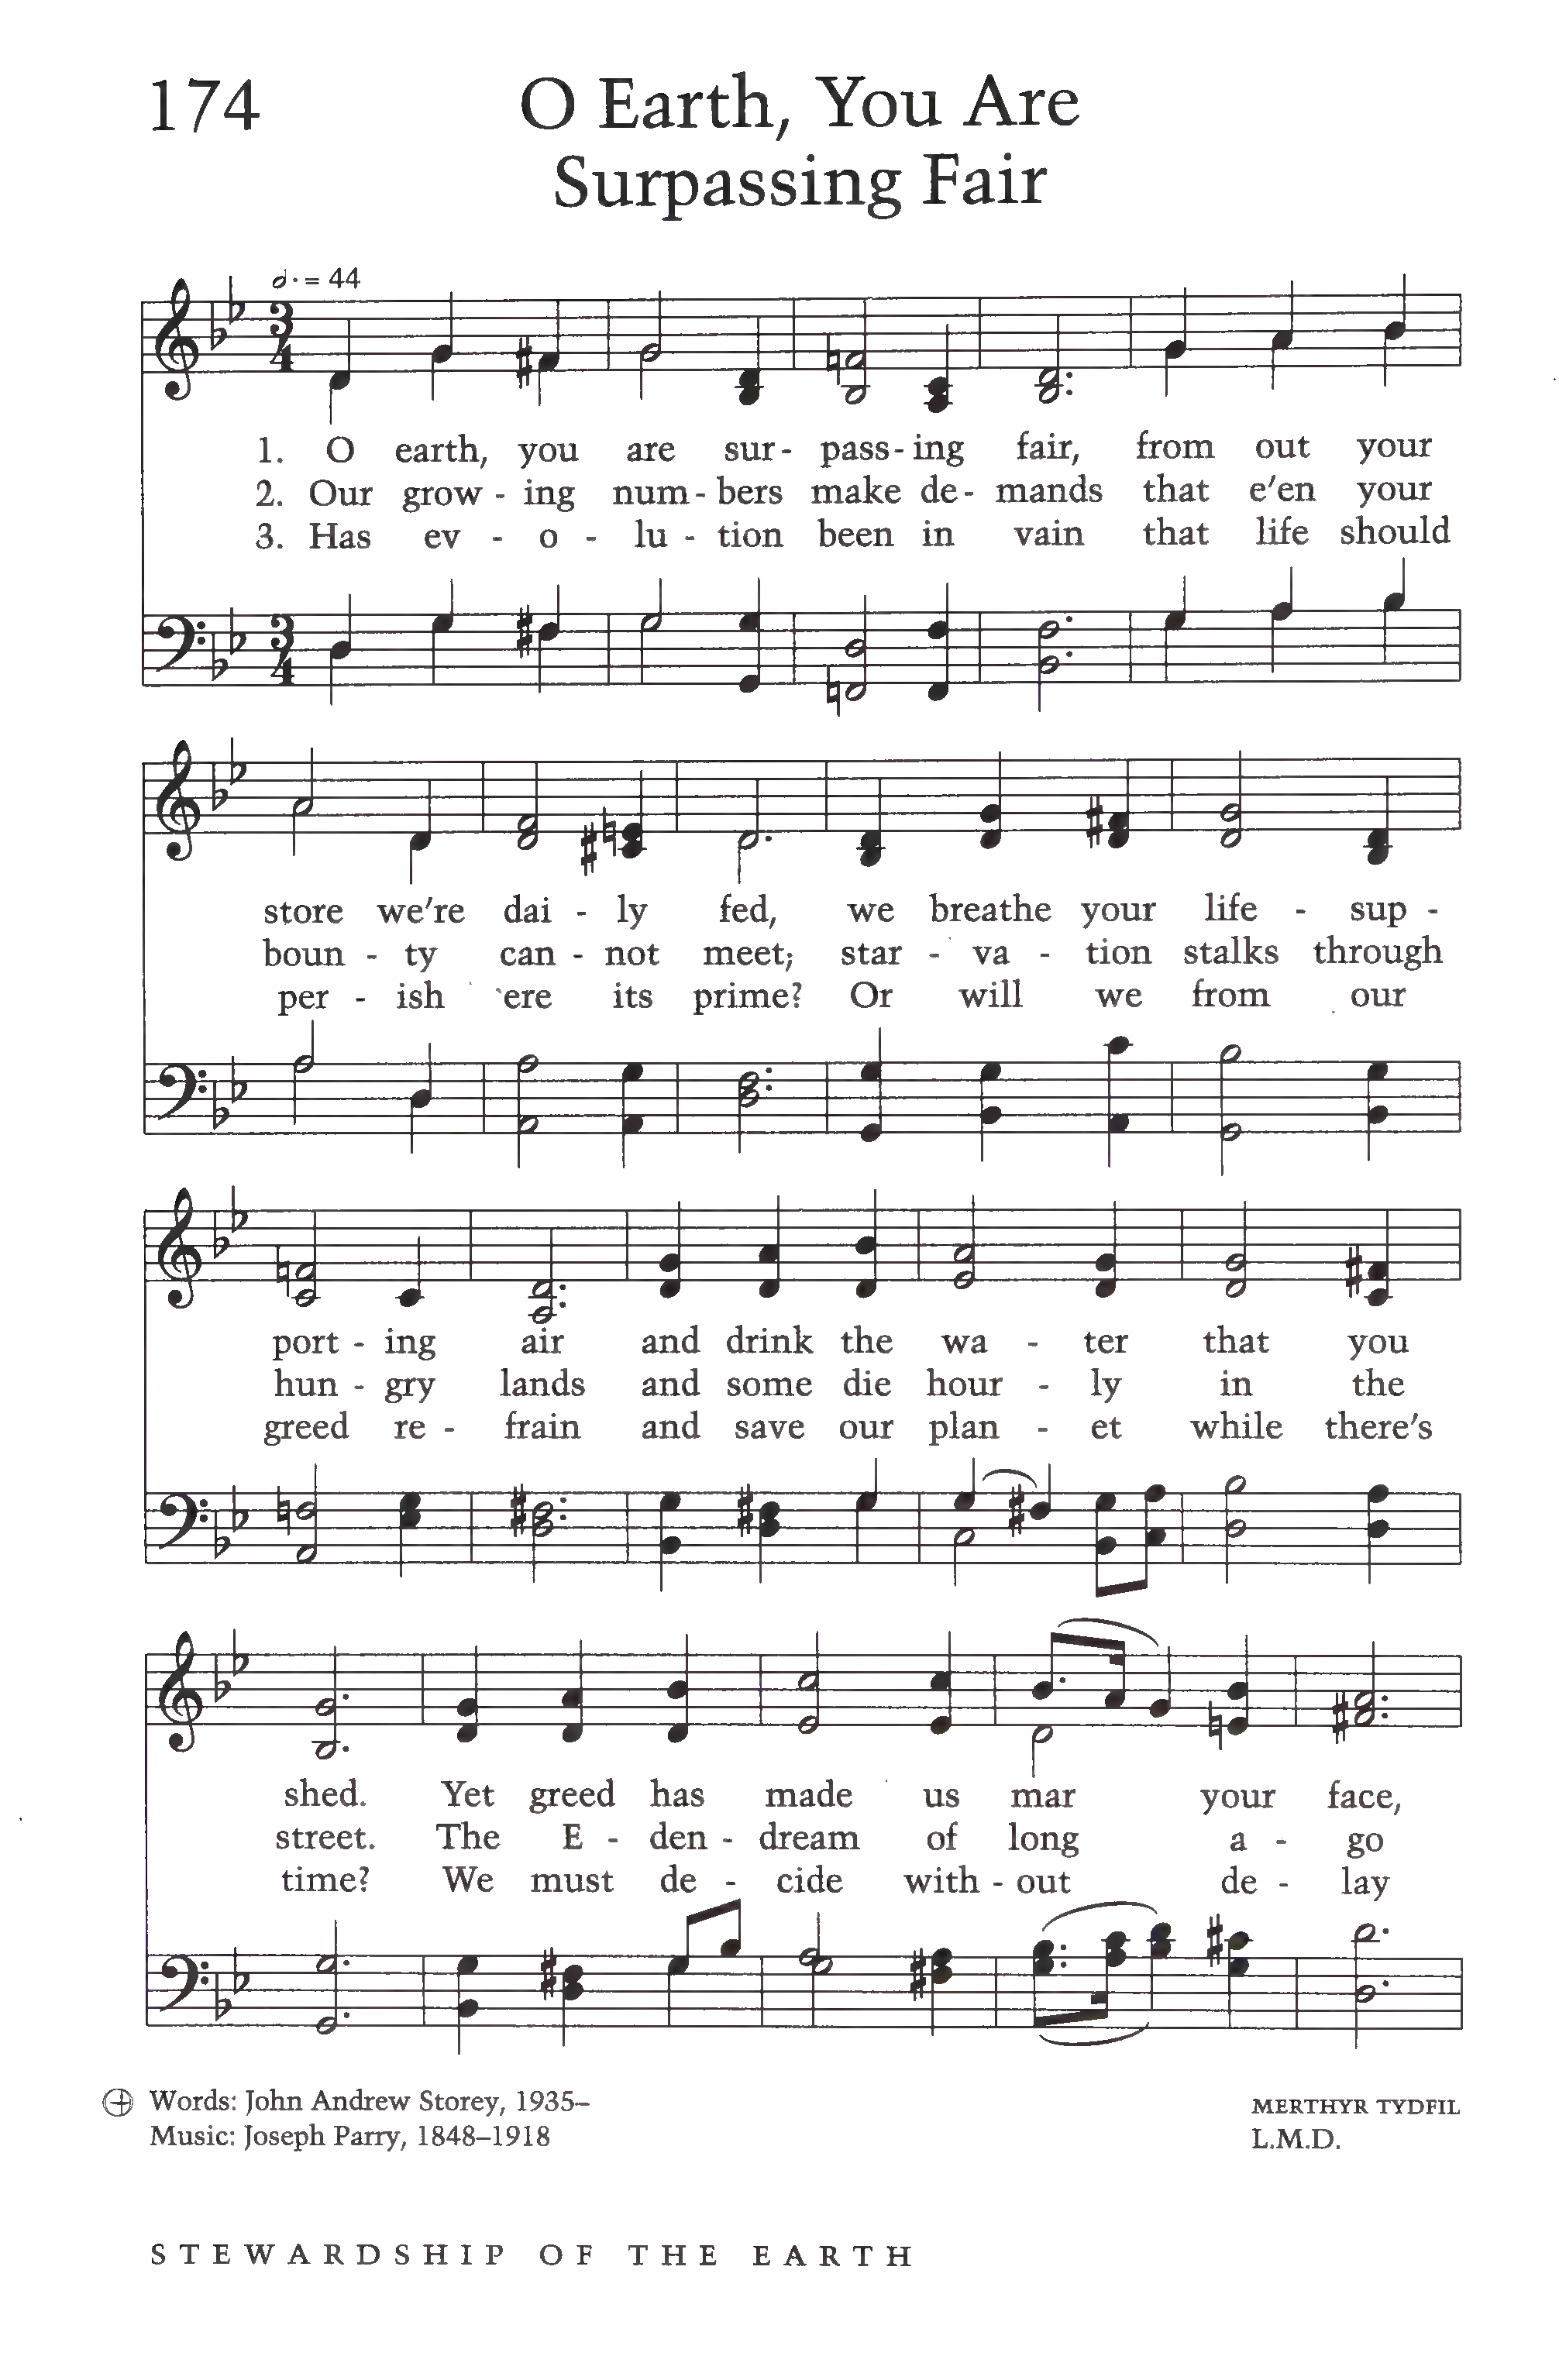 174
O Earth, You Are
Surpassing Fair
= 44
1. O earth, you are sur- pass- ing fair, from out your
2. Our grow - ing num- bers make de- mands that e'en your
3. Has ev - o - lu - tion been in vain that life should
store we're dai - ly fed, we breathe your life - sup -
boun - ty can - not meet; star - va - tion stalks through
per - ish 'ere its prime? Or will we from our
port - ing air and drink the wa - ter that you
hun - gry lands and some die hour - ly in the
greed re - frain and save our plan - et while there's
shed. Yet greed has made us mar your face,
street. The E - den - dream of long a - go
time? We must de - cide with - out de - lay
Words: John Andrew Storey, 1935–
Music: Joseph Parry, 1848–1918
MERTHYR TYDFIL
L.M.D.
STEWARDSHIP OF THE EARTH